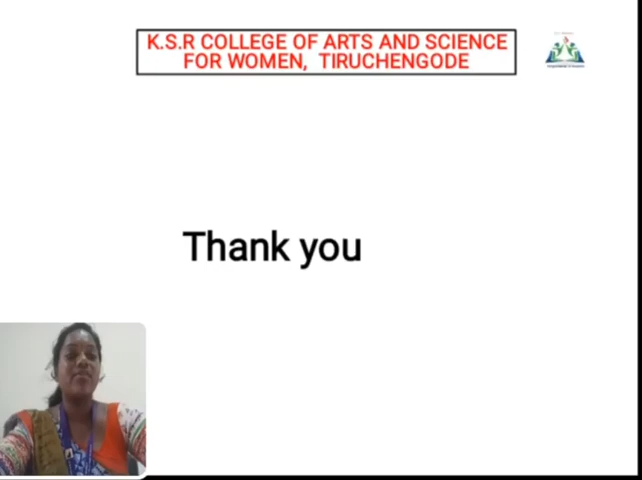 K.S.R COLLEGE OF ARTS AND SCIENCE
FOR WOMEN, TIRUCHENGODE
Thank you